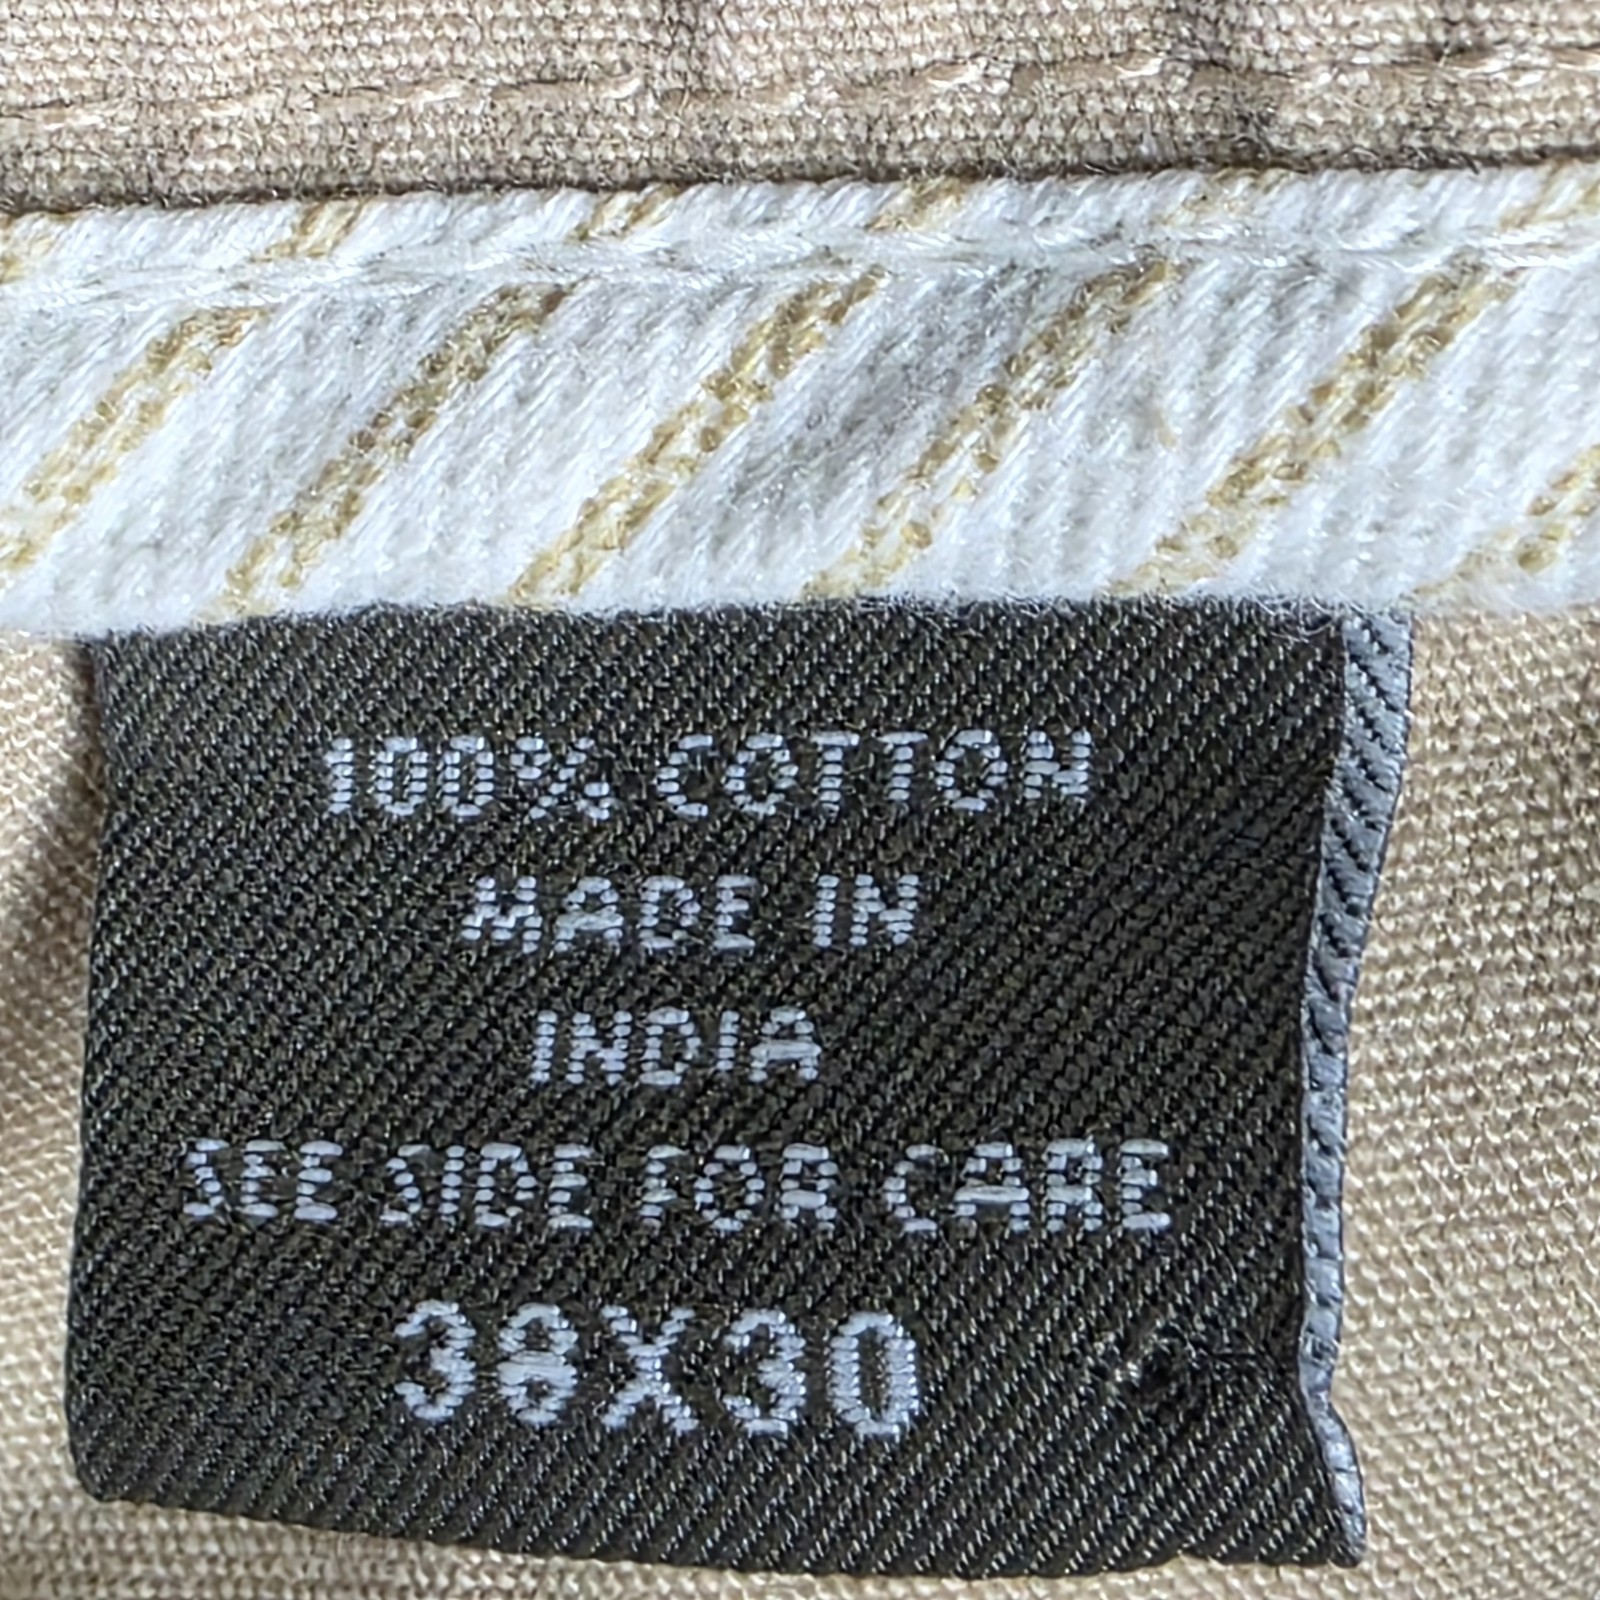 100% COTTON
MADE IN
INDIA
SEE SIDE FOR CARE
38X30